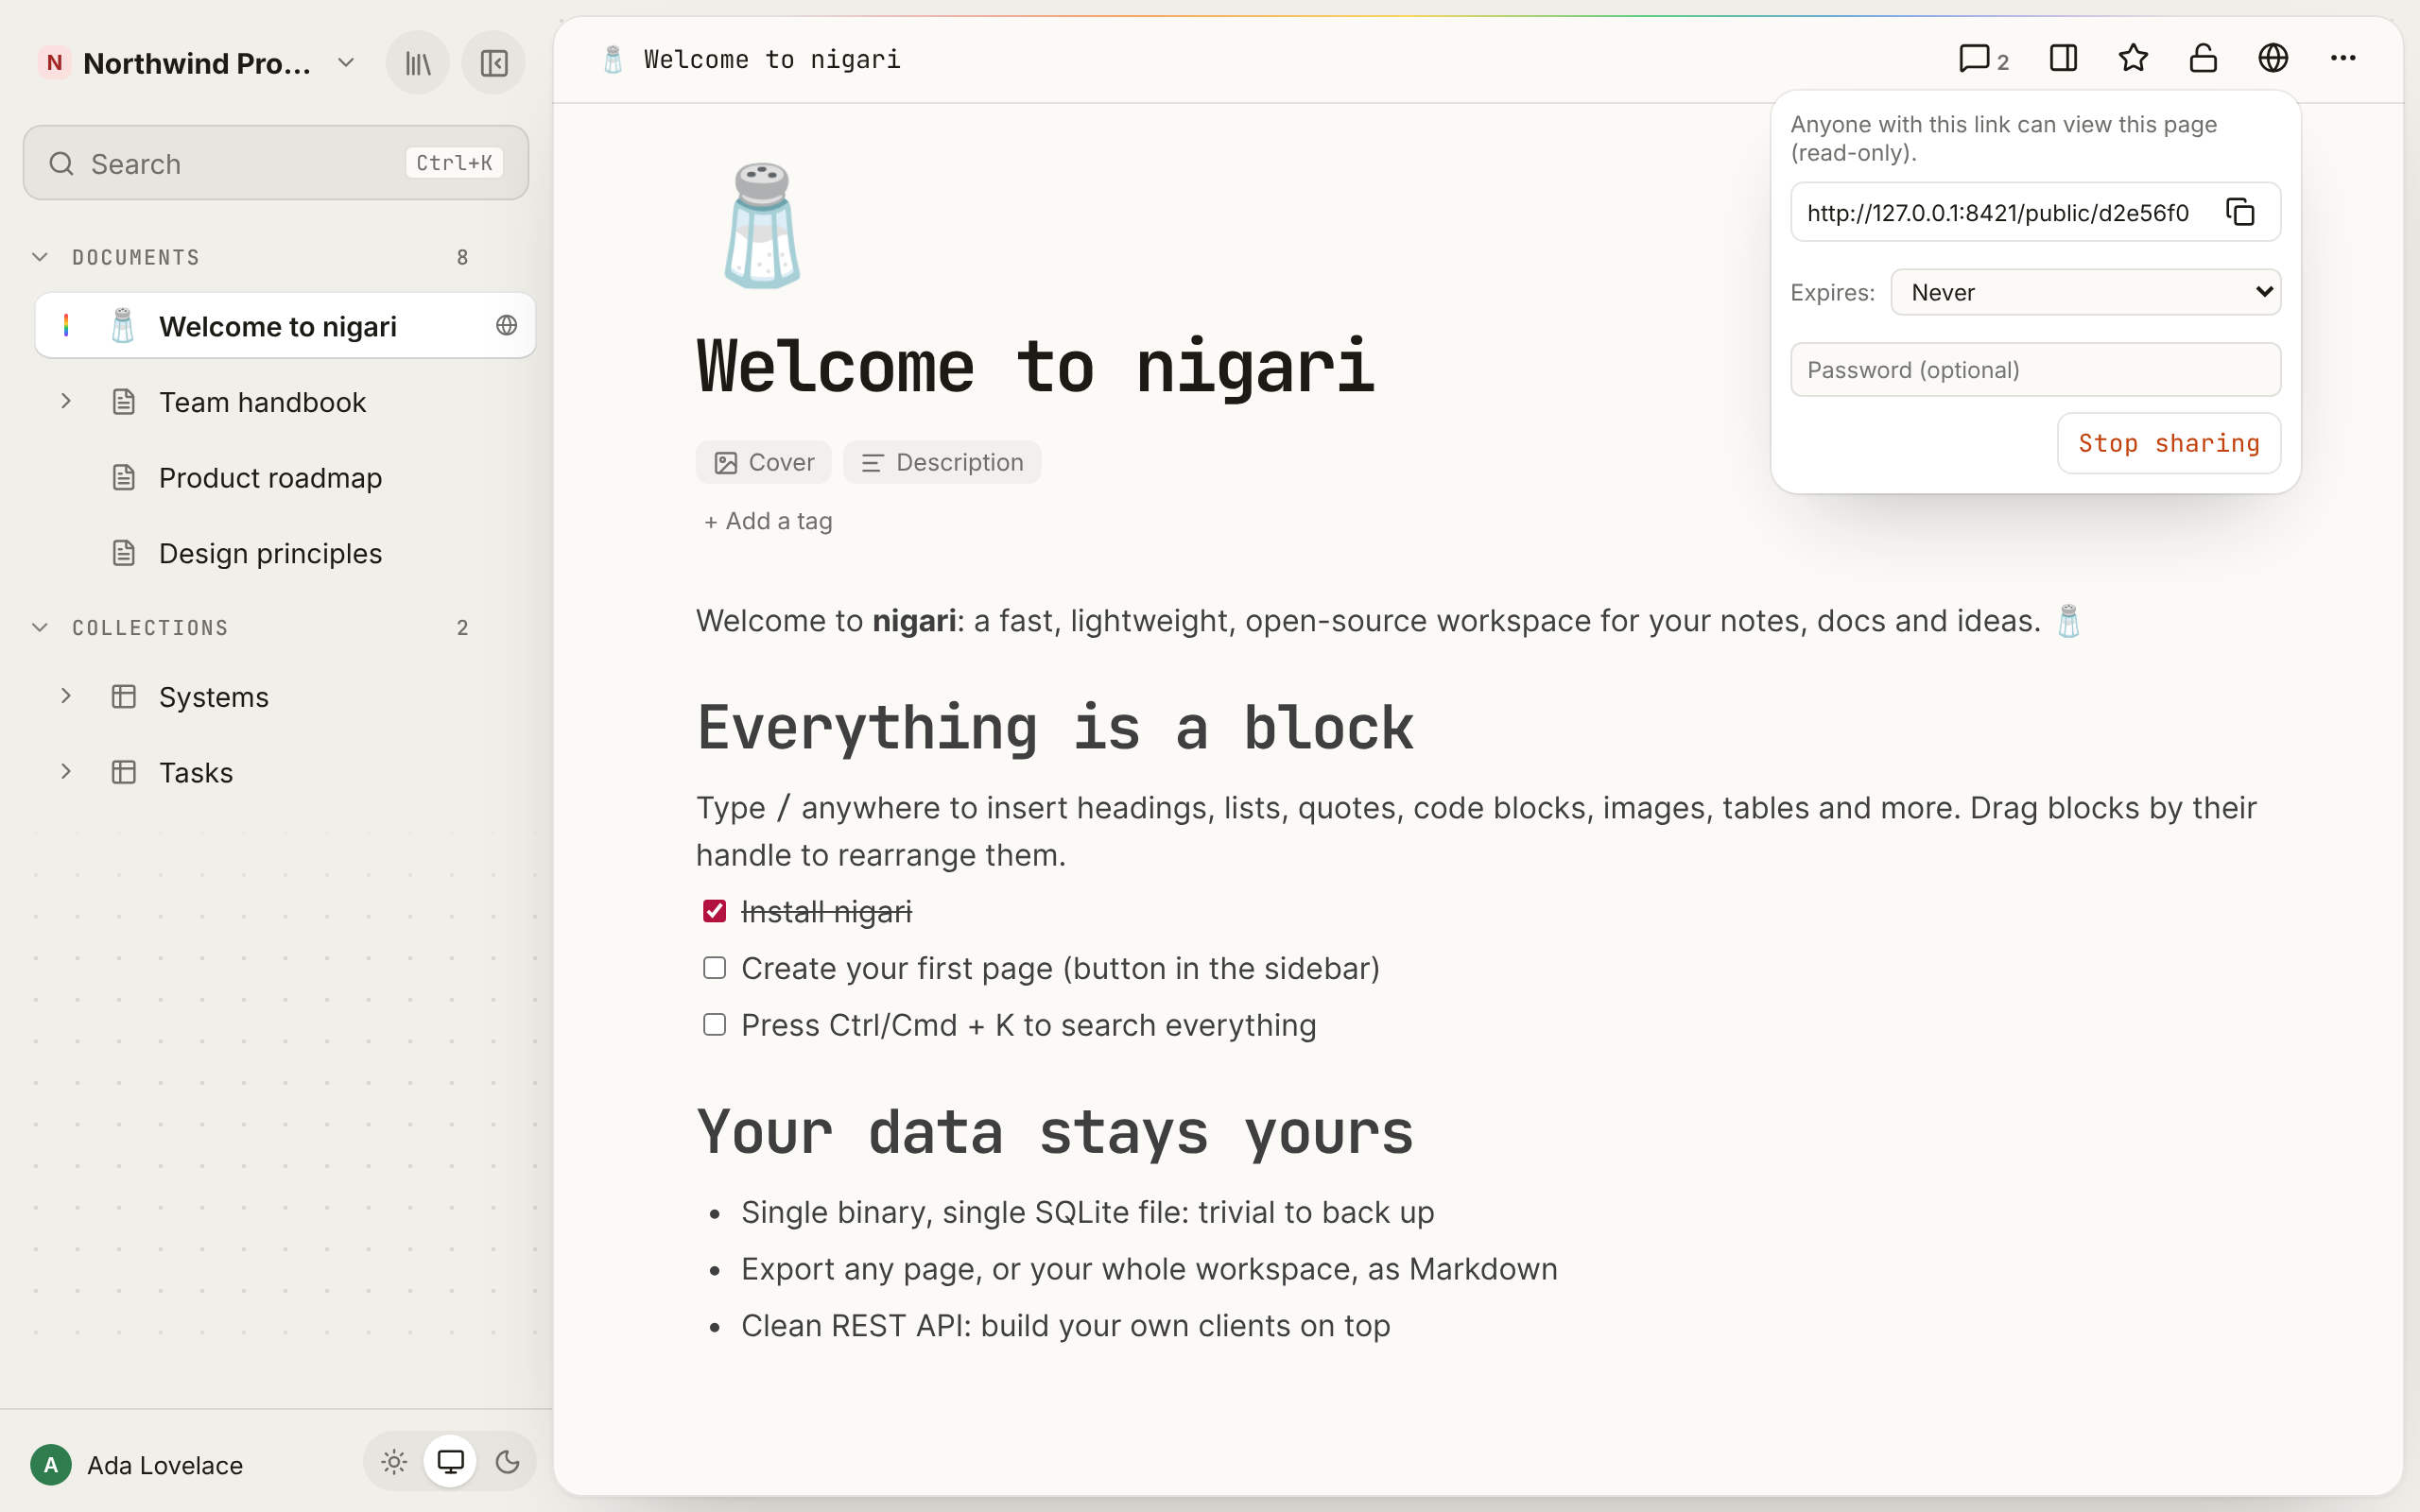 N Northwind Pro...
Search Ctrl+K
DOCUMENTS 8
Welcome to nigari
Team handbook
Product roadmap
Design principles
COLLECTIONS 2
Systems
Tasks
A Ada Lovelace
Welcome to nigari
2
Anyone with this link can view this page
(read-only).
http://127.0.0.1:8421/public/d2e56f0
Expires: Never
Password (optional)
Stop sharing
Welcome to nigari
Cover Description
+ Add a tag
Welcome to nigari: a fast, lightweight, open-source workspace for your notes, docs and ideas.
Everything is a block
Type / anywhere to insert headings, lists, quotes, code blocks, images, tables and more. Drag blocks by their
handle to rearrange them.
Install nigari
Create your first page (button in the sidebar)
Press Ctrl/Cmd + K to search everything
Your data stays yours
• Single binary, single SQLite file: trivial to back up
• Export any page, or your whole workspace, as Markdown
• Clean REST API: build your own clients on top